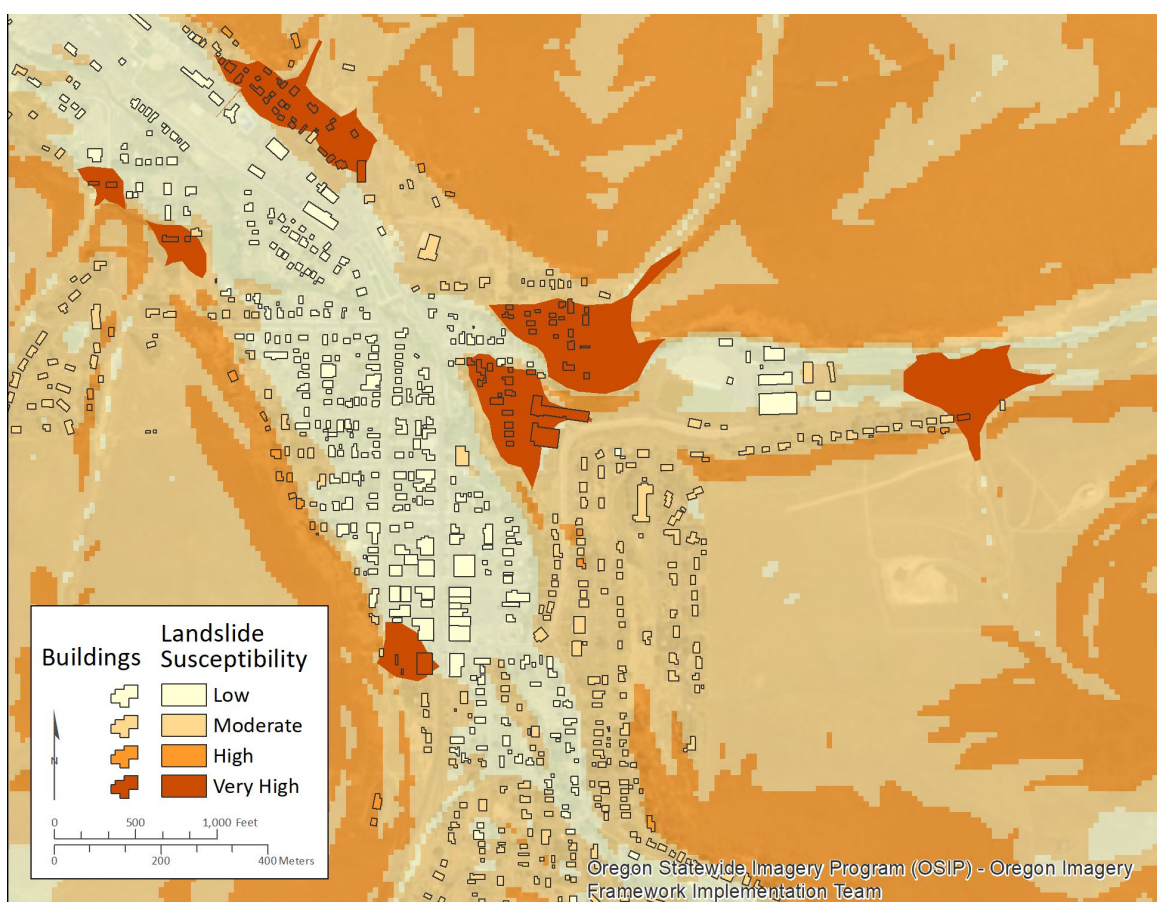 Buildings
Landslide
Susceptibility
Low
Moderate
High
Very High
N
0 500 1,000 Feet
0 200 400 Meters
Oregon Statewide Imagery Program (OSIP) - Oregon Imagery
Framework Implementation Team